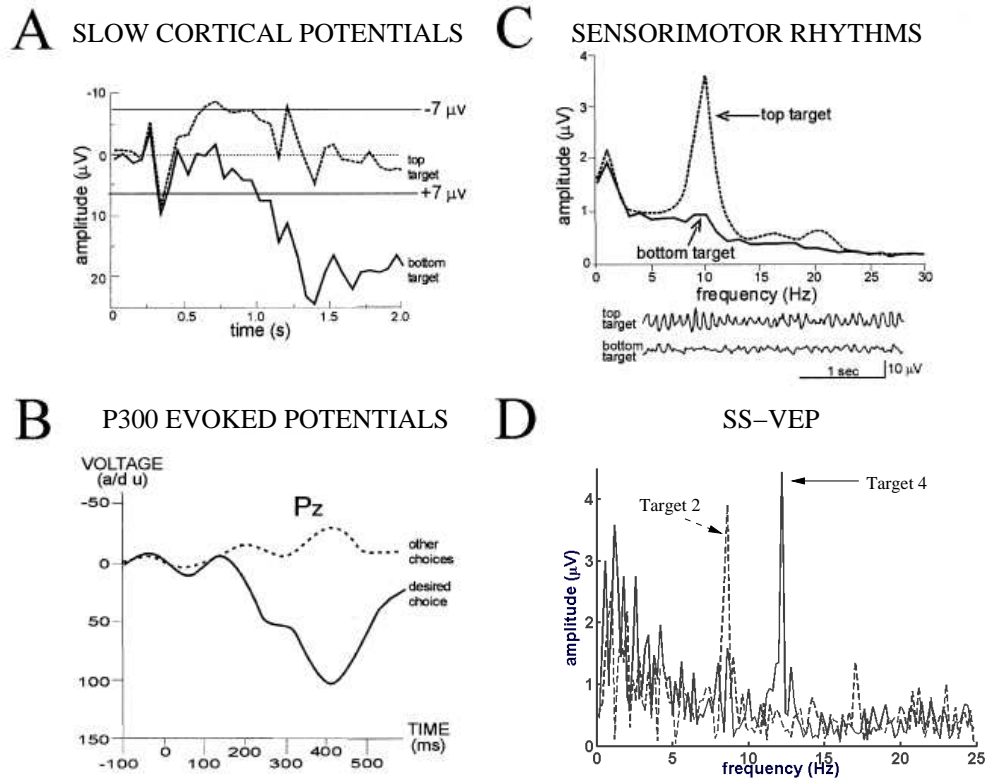 A SLOW CORTICAL POTENTIALS
-10
0
10
20
amplitude (µV)
-7 µv
+7 µv
top
target
bottom
target
0
0.5
1.0
1.5
2.0
time (s)
C SENSORIMOTOR RHYTHMS
4
3
2
1
0
amplitude (µV)
top target
bottom target
0
5
10
15
20
25
30
frequency (Hz)
top
target
bottom
target
1 sec
10 µV
B P300 EVOKED POTENTIALS
VOLTAGE
(a/d u)
-50
0
50
100
150
Pz
other
choices
desired
choice
TIME
(ms)
-100
0
100
200
300
400
500
D SS−VEP
4
3
2
1
0
amplitude (µV)
Target 2
Target 4
0
5
10
15
20
25
frequency (Hz)